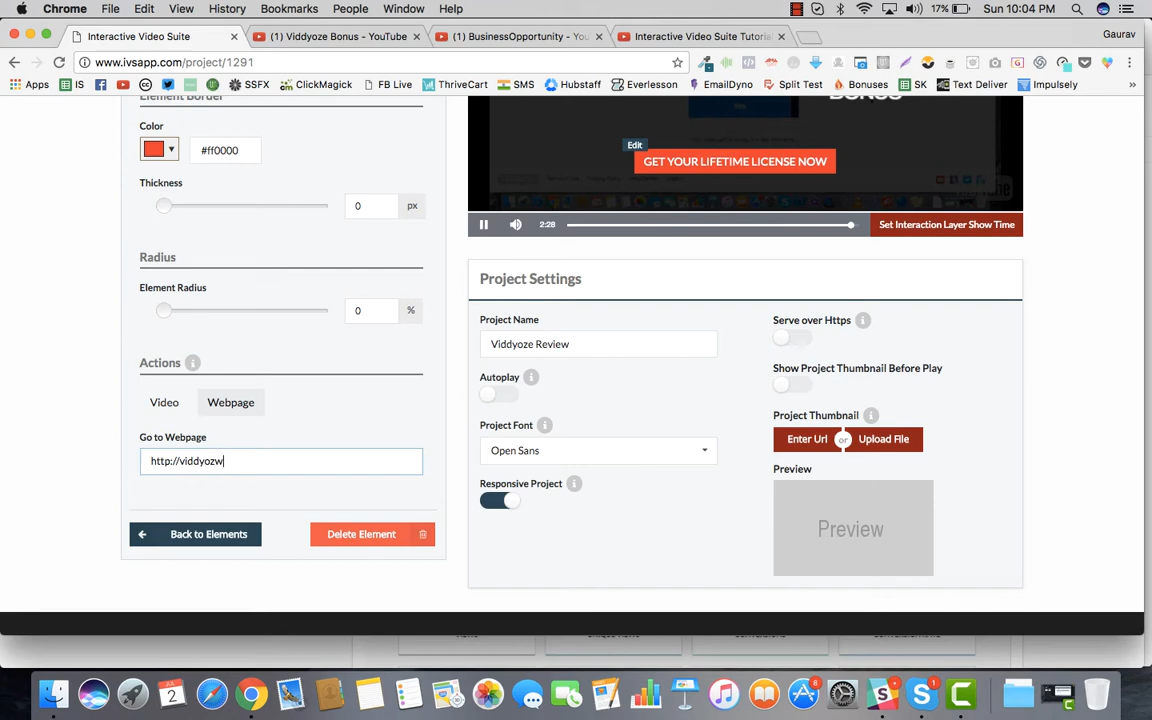 Chrome File Edit View History Bookmarks People Window Help 17% Sun 10:04 PM
Interactive Video Suite (1) Viddyoze Bonus - YouTube (1) BusinessOpportunity - You Interactive Video Suite Tutorial Gaurav
www.ivsapp.com/project/1291
Apps IS SSFX ClickMagick FB Live ThriveCart SMS Hubstaff Everlesson EmailDyno Split Test Bonuses SK Text Deliver Impulsely »
Element Border
Color
#ff0000
Thickness
0 px
Radius
Element Radius
0 %
Actions
Video Webpage
Go to Webpage
http://viddyozw
Back to Elements Delete Element
BONUS
Edit
GET YOUR LIFETIME LICENSE NOW
2:28 Set Interaction Layer Show Time
Project Settings
Project Name
Viddyoze Review
Autoplay
Project Font
Open Sans
Responsive Project
Serve over Https
Show Project Thumbnail Before Play
Project Thumbnail
Enter Url or Upload File
Preview
Preview